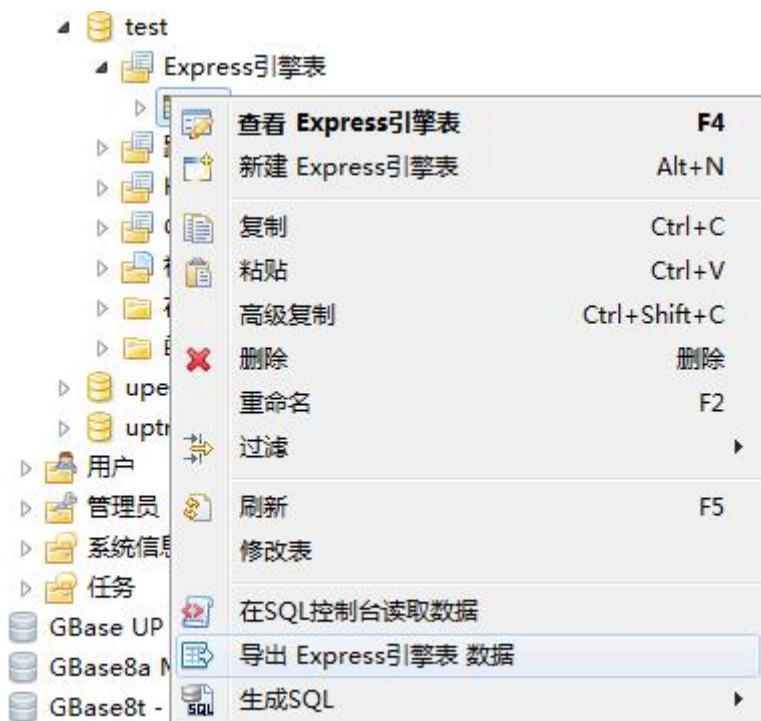 test
Express引擎表
查看 Express引擎表 F4
新建 Express引擎表 Alt+N
复制 Ctrl+C
粘贴 Ctrl+V
高级复制 Ctrl+Shift+C
删除 删除
upe
重命名 F2
uptr
过滤
用户
管理员
刷新 F5
系统信息
修改表
任务
在SQL控制台读取数据
GBase UP
导出 Express引擎表 数据
GBase8a
生成SQL
GBase8t -